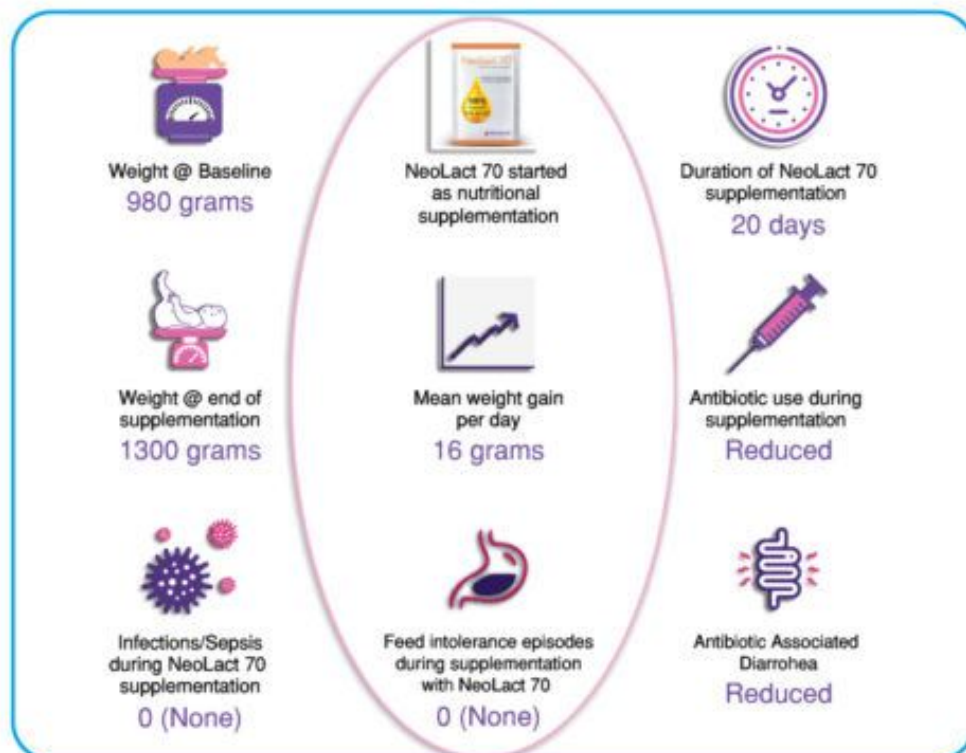 NeoLact 70
100%
Weight @ Baseline
980 grams
NeoLact 70 started
as nutritional
supplementation
Duration of NeoLact 70
supplementation
20 days
Weight @ end of
supplementation
1300 grams
Mean weight gain
per day
16 grams
Antibiotic use during
supplementation
Reduced
Infections/Sepsis
during NeoLact 70
supplementation
0 (None)
Feed intolerance episodes
during supplementation
with NeoLact 70
0 (None)
Antibiotic Associated
Diarrohea
Reduced